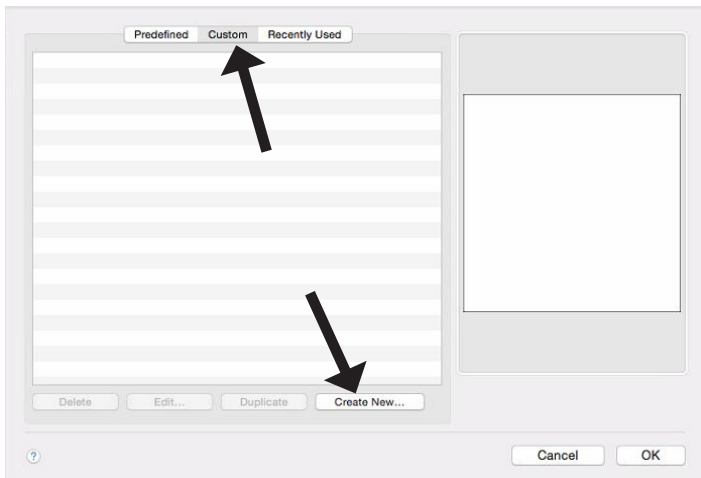 Predefined Custom Recently Used
Delete Edit... Duplicate Create New...
? Cancel OK